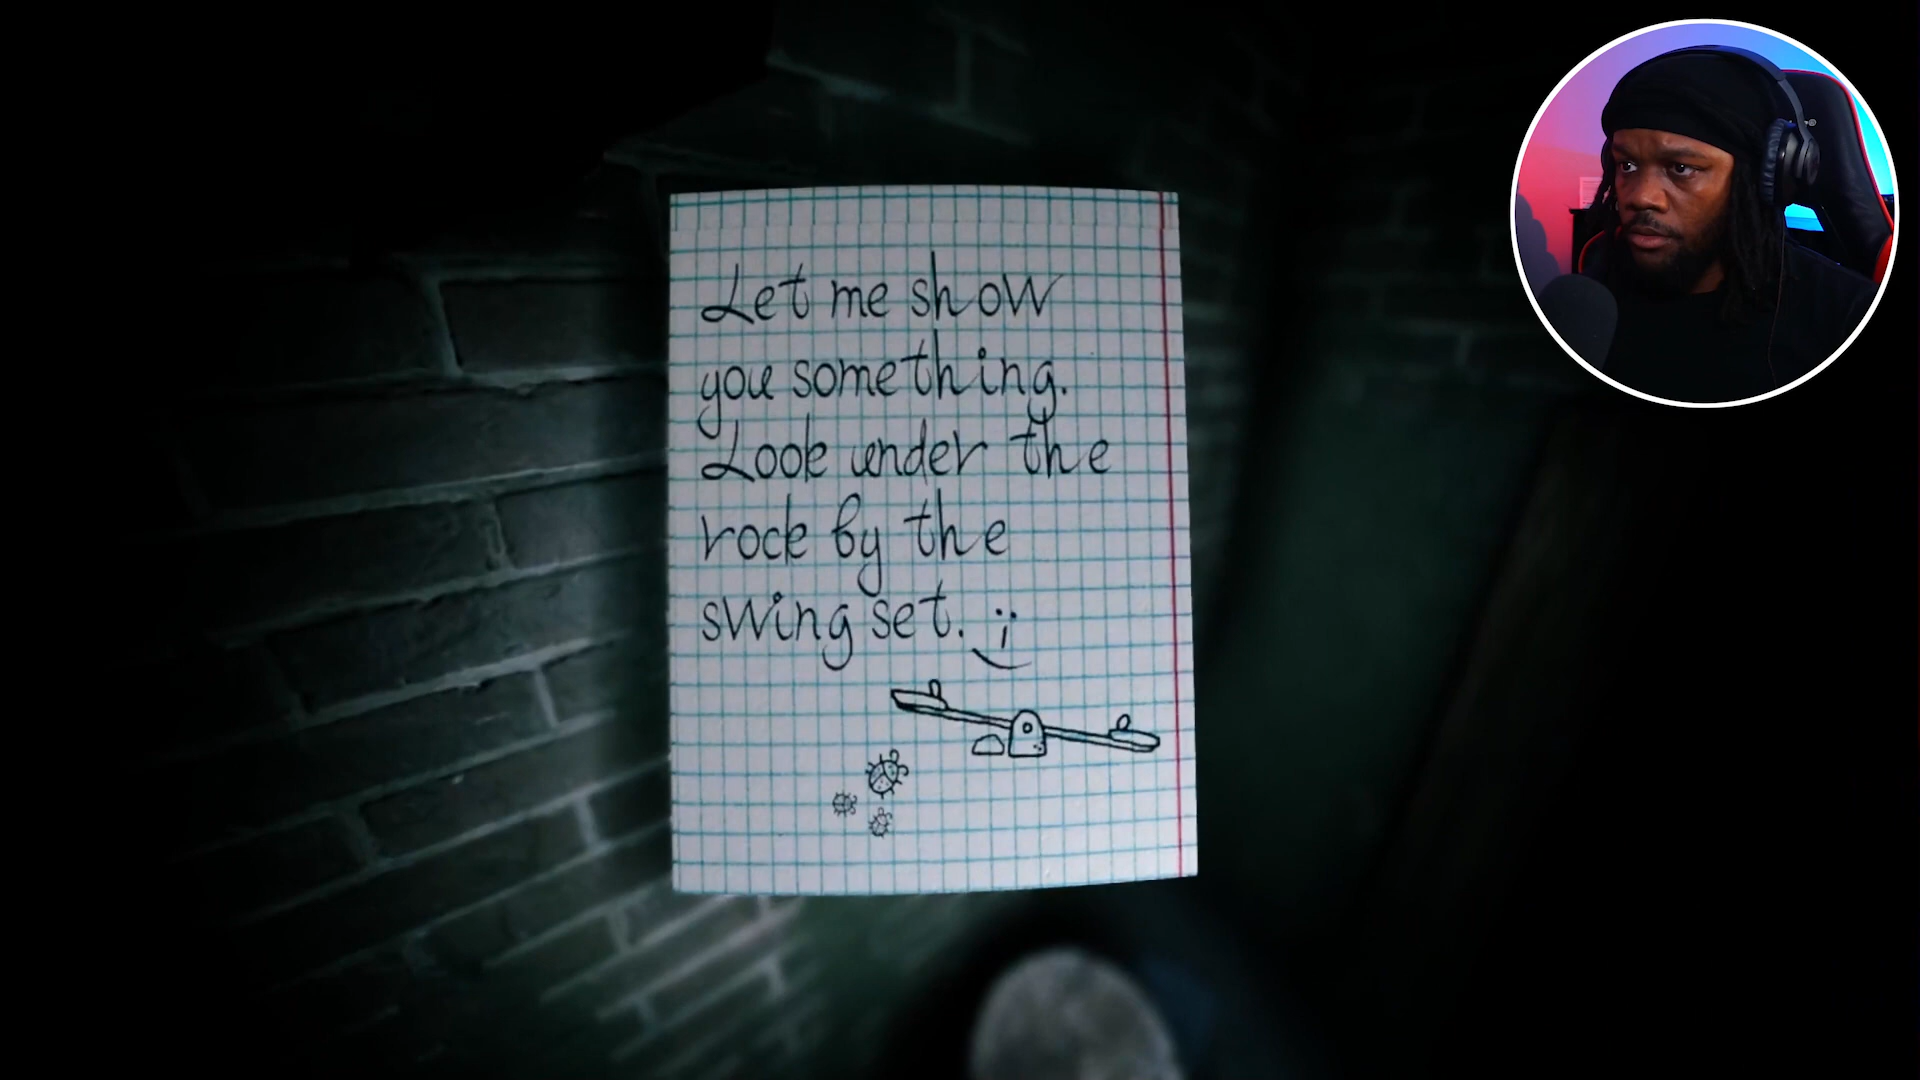 Let me show
you something.
Look under the
rock by the
swing set.